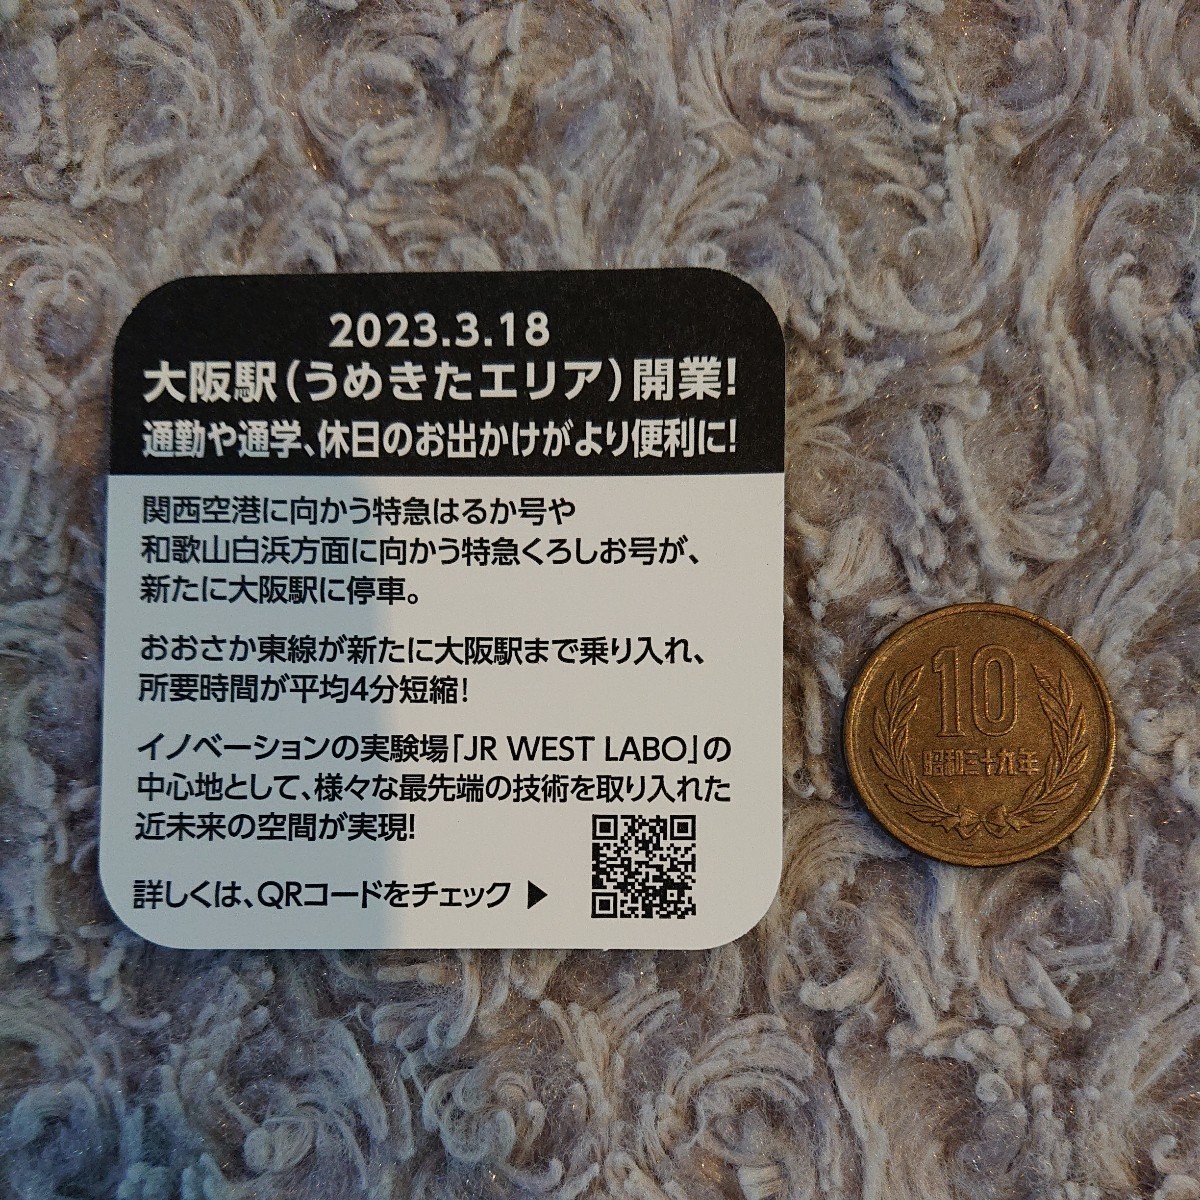 2023.3.18
大阪駅(うめきたエリア)開業!
通勤や通学、休日のお出かけがより便利に!
関西空港に向かう特急はるか号や
和歌山白浜方面に向かう特急くろしお号が、
新たに大阪駅に停車。
おおさか東線が新たに大阪駅まで乗り入れ、
所要時間が平均4分短縮!
イノベーションの実験場「JR WEST LABO」の
中心地として、様々な最先端の技術を取り入れた
近未来の空間が実現!
詳しくは、QRコードをチェック ▶
10
昭和三十九年